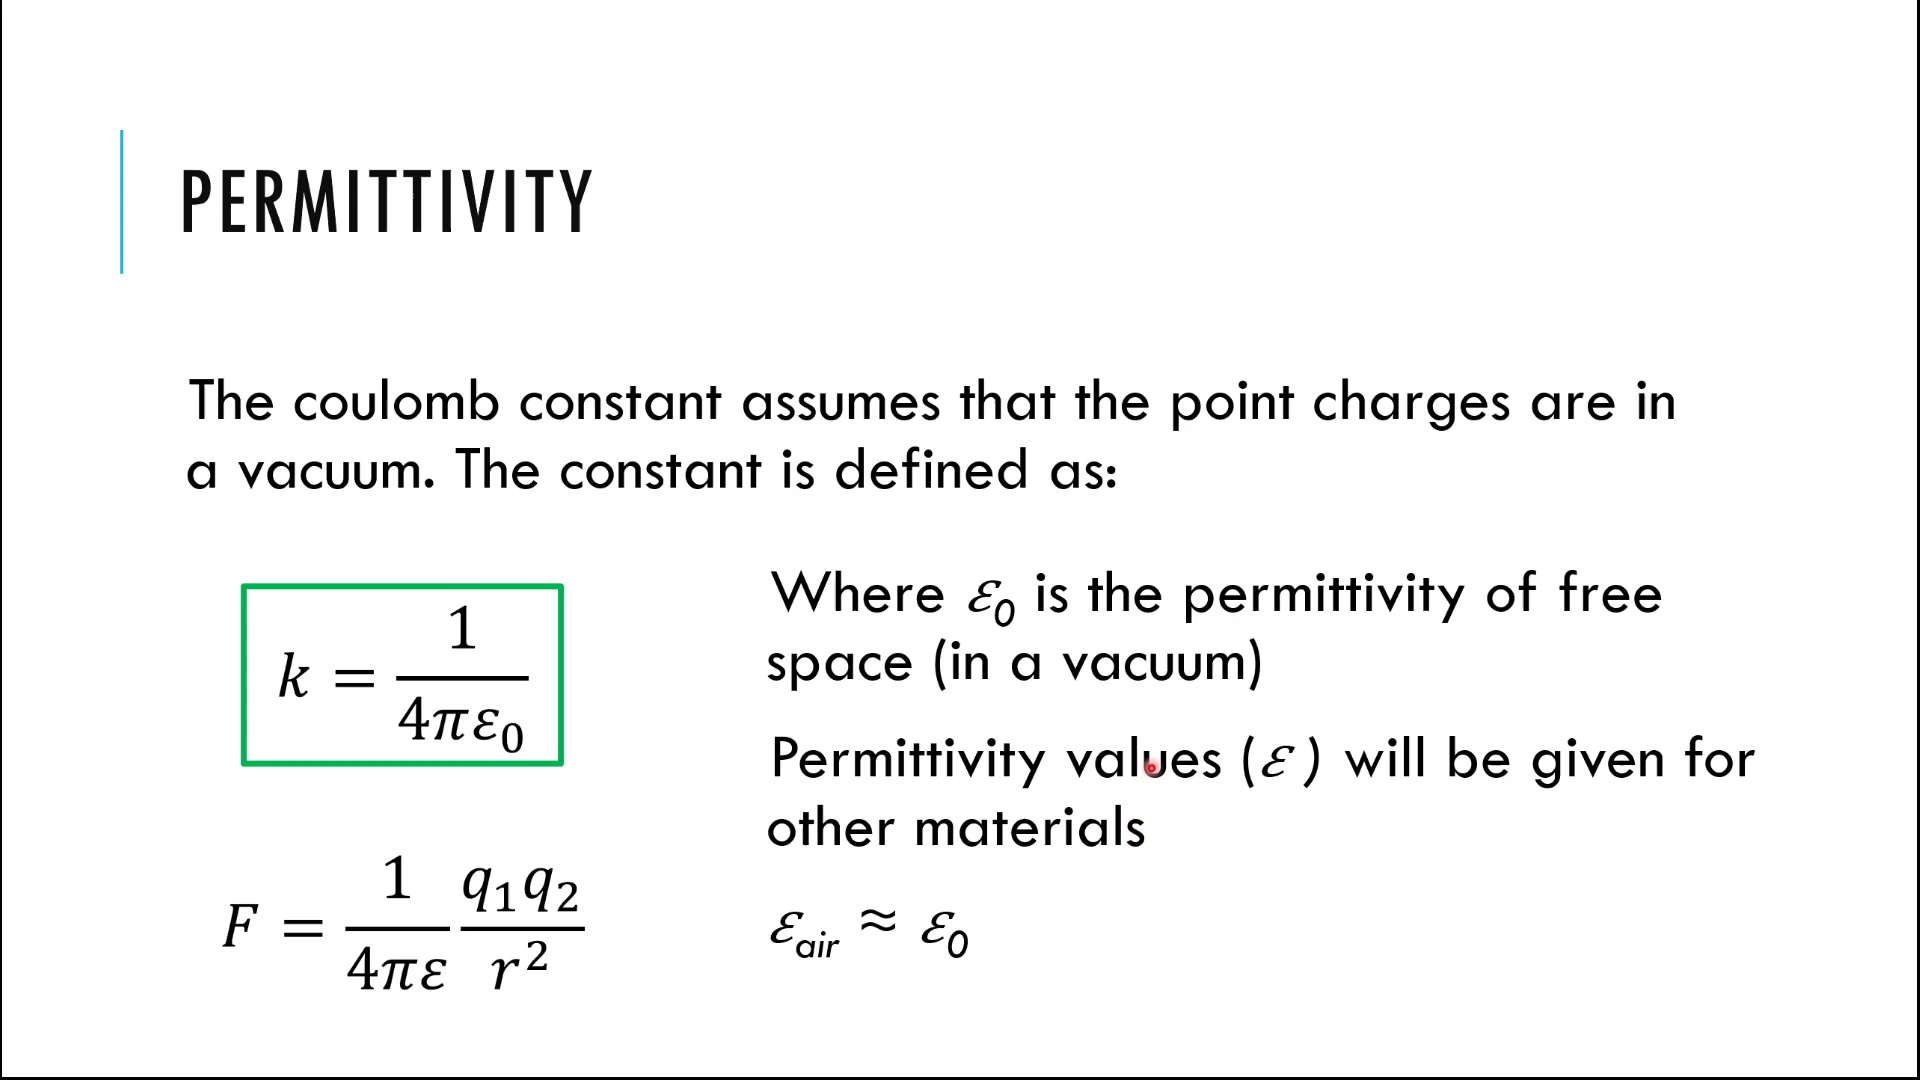 PERMITTIVITY
The coulomb constant assumes that the point charges are in
a vacuum. The constant is defined as:
k = 1/(4πε₀)
Where ε₀ is the permittivity of free
space (in a vacuum)
Permittivity values (ε) will be given for
other materials
F = 1/(4πε) q₁q₂/r²
ε_air ≈ ε₀